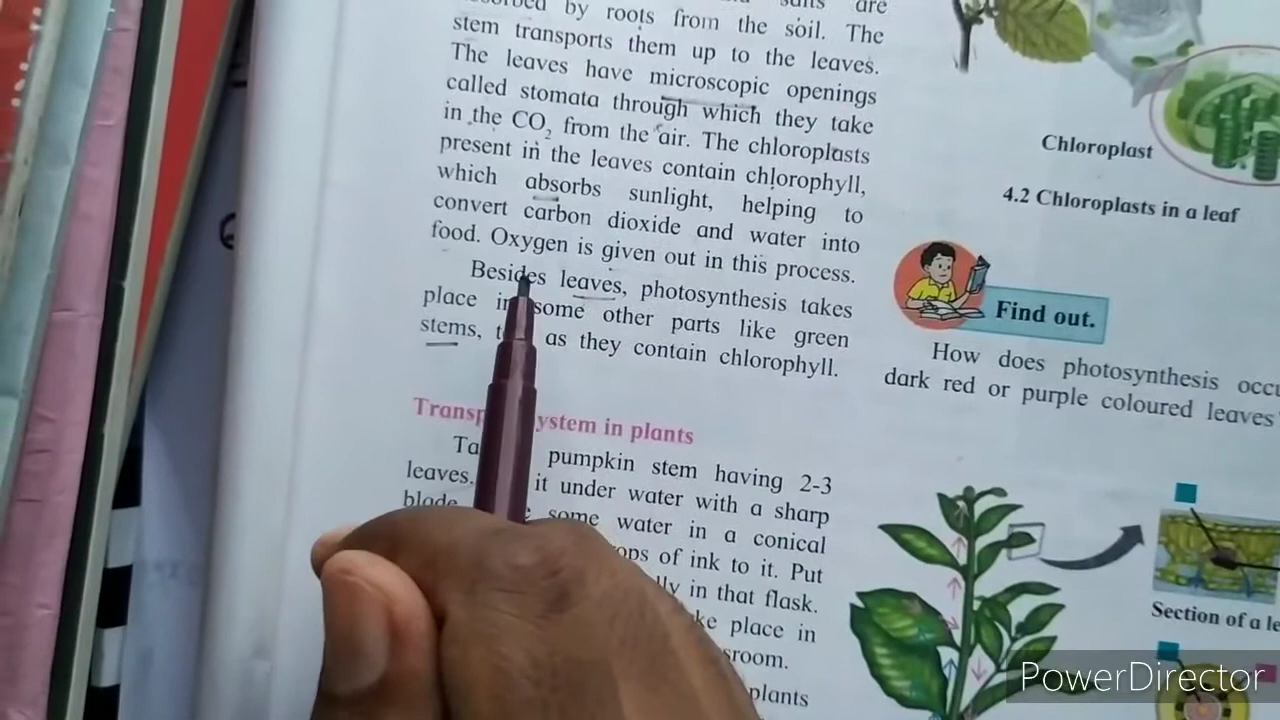 salts are
absorbed by roots from the soil. The
stem transports them up to the leaves.
The leaves have microscopic openings
called stomata through which they take
in the CO₂ from the air. The chloroplasts
present in the leaves contain chlorophyll,
which absorbs sunlight, helping to
convert carbon dioxide and water into
food. Oxygen is given out in this process.
Besides leaves, photosynthesis takes
place in some other parts like green
stems, as they contain chlorophyll.
ystem in plants
pumpkin stem having 2-3
leaves. it under water with a sharp
blade some water in a conical
of ink to it. Put
in that flask.
place in
plants
Chloroplast
4.2 Chloroplasts in a leaf
Find out.
How does photosynthesis
dark red or purple coloured leaves
Section of a
PowerDirector